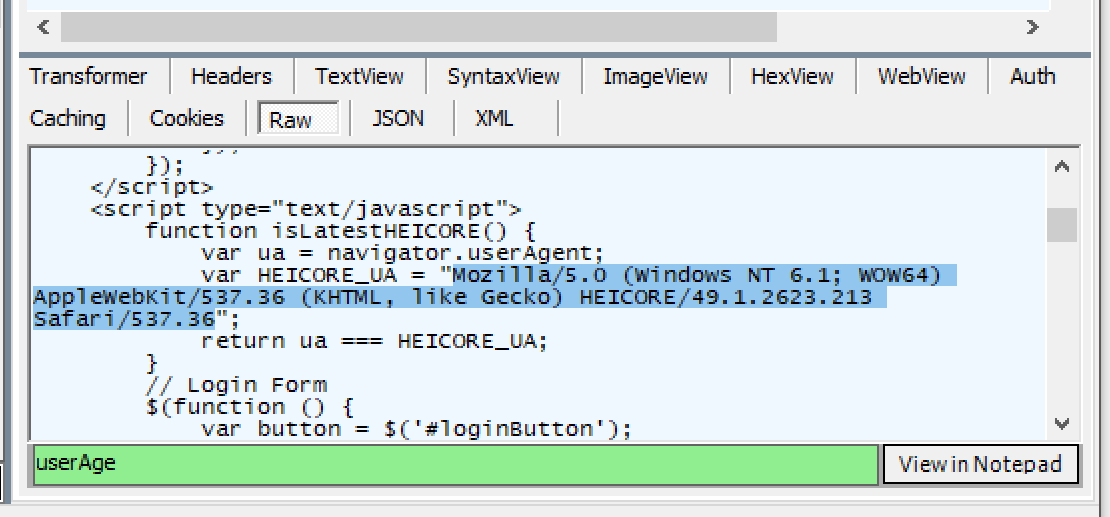 Transformer Headers TextView SyntaxView ImageView HexView WebView Auth
Caching Cookies Raw JSON XML
});
</script>
<script type="text/javascript">
function isLatestHEICORE() {
var ua = navigator.userAgent;
var HEICORE_UA = "Mozilla/5.0 (Windows NT 6.1; WOW64)
AppleWebKit/537.36 (KHTML, like Gecko) HEICORE/49.1.2623.213
Safari/537.36";
return ua === HEICORE_UA;
}
// Login Form
$(function () {
var button = $('#loginButton');
userAge View in Notepad